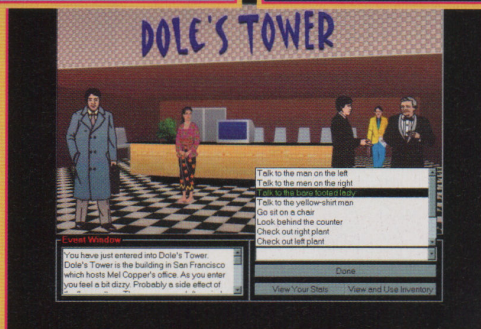 DOLE'S TOWER
Talk to the man on the left
Talk to the men on the right
Talk to the bare footed lady
Talk to the yellow-shirt man
Go sit on a chair
Look behind the counter
Check out right plant
Check out left plant
Done
View Your Stats
View and Use Inventory
Event Window
You have just entered into Dole's Tower.
Dole's Tower is the building in San Francisco
which hosts Mel Copper's office. As you enter
you feel a bit dizzy. Probably a side effect of